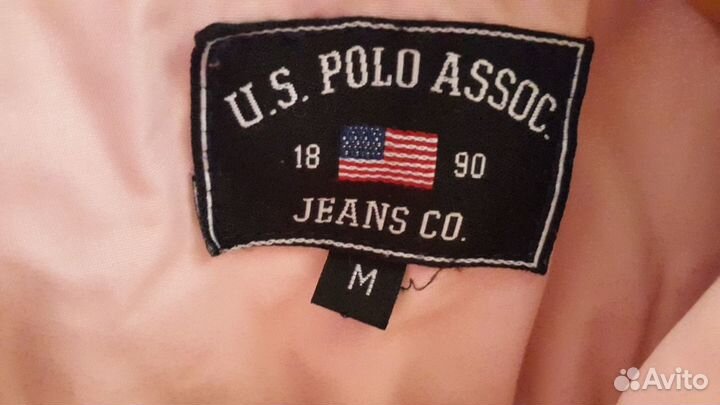 U.S. POLO ASSOC.
18 90
JEANS CO.
M
Avito